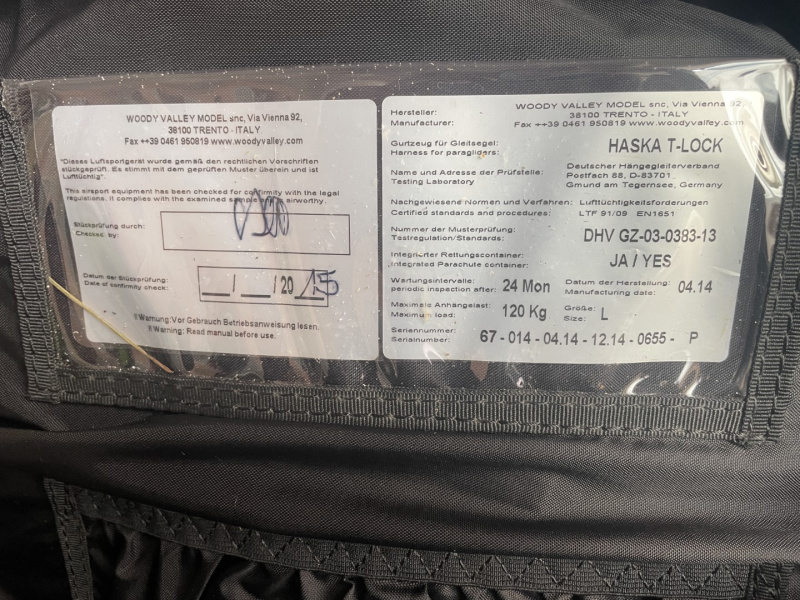 WOODY VALLEY MODEL snc, Via Vienna 92,
38100 TRENTO - ITALY
Fax ++39 0461 950819 www.woodyvalley.com
"Dieses Luftsportgerät wurde gemäß den rechtlichen Vorschriften
stückgeprüft. Es stimmt mit dem geprüften Muster überein und ist
Lufttüchtig".
This airsport equipment has been checked for conformity with the legal
regulations. It complies with the examined sample and is airworthy.
Stückprüfung durch:
Checked by:
Datum der Stückprüfung:
Date of confirmity check:
__/__/20 15
!! Warnung: Vor Gebrauch Betriebsanweisung lesen.
!! Warning: Read manual before use.
Hersteller:
Manufacturer:
WOODY VALLEY MODEL snc, Via Vienna 92,
38100 TRENTO - ITALY
Fax ++39 0461 950819 www.woodyvalley.com
Gurtzeug für Gleitsegel:
Harness for paragliders:
HASKA T-LOCK
Name und Adresse der Prüfstelle:
Testing Laboratory
Deutscher Hängegleiterverband
Postfach 88, D-83701
Gmund am Tegernsee, Germany
Nachgewiesene Normen und Verfahren: Lufttüchtigkeitsforderungen
Certified standards and procedures: LTF 91/09 EN1651
Nummer der Musterprüfung:
Testregulation/Standards:
DHV GZ-03-0383-13
Integrierter Rettungscontainer:
Integrated Parachute container:
JA / YES
Wartungsintervalle:
periodic inspection after:
24 Mon
Datum der Herstellung:
Manufacturing date:
04.14
Maximale Anhängelast:
Maximum load:
120 Kg
Größe:
Size:
L
Seriennummer:
Serialnumber:
67 - 014 - 04.14 - 12.14 - 0655 - P